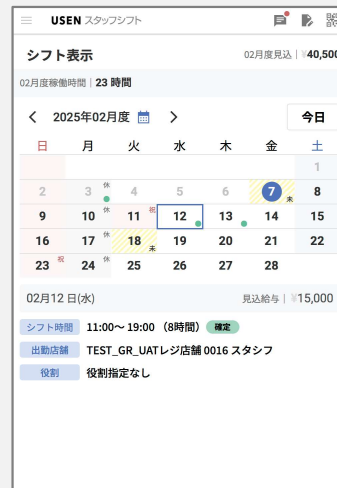 USEN スタッフシフト
シフト表示 02月度見込 | ¥40,500
02月度稼働時間 | 23 時間
2025年02月度 今日
日 月 火 水 木 金 土
1
2 3 休 4 5 6 7 未 8
9 10 休 11 祝 12 13 14 15
16 17 休 18 未 19 20 21 22
23 祝 24 休 25 26 27 28
02月12 日(水) 見込給与 | ¥15,000
シフト時間 11:00〜 19:00 （8時間） 確定
出勤店舗 TEST_GR_UATレジ店舗 0016 スタシフ
役割 役割指定なし